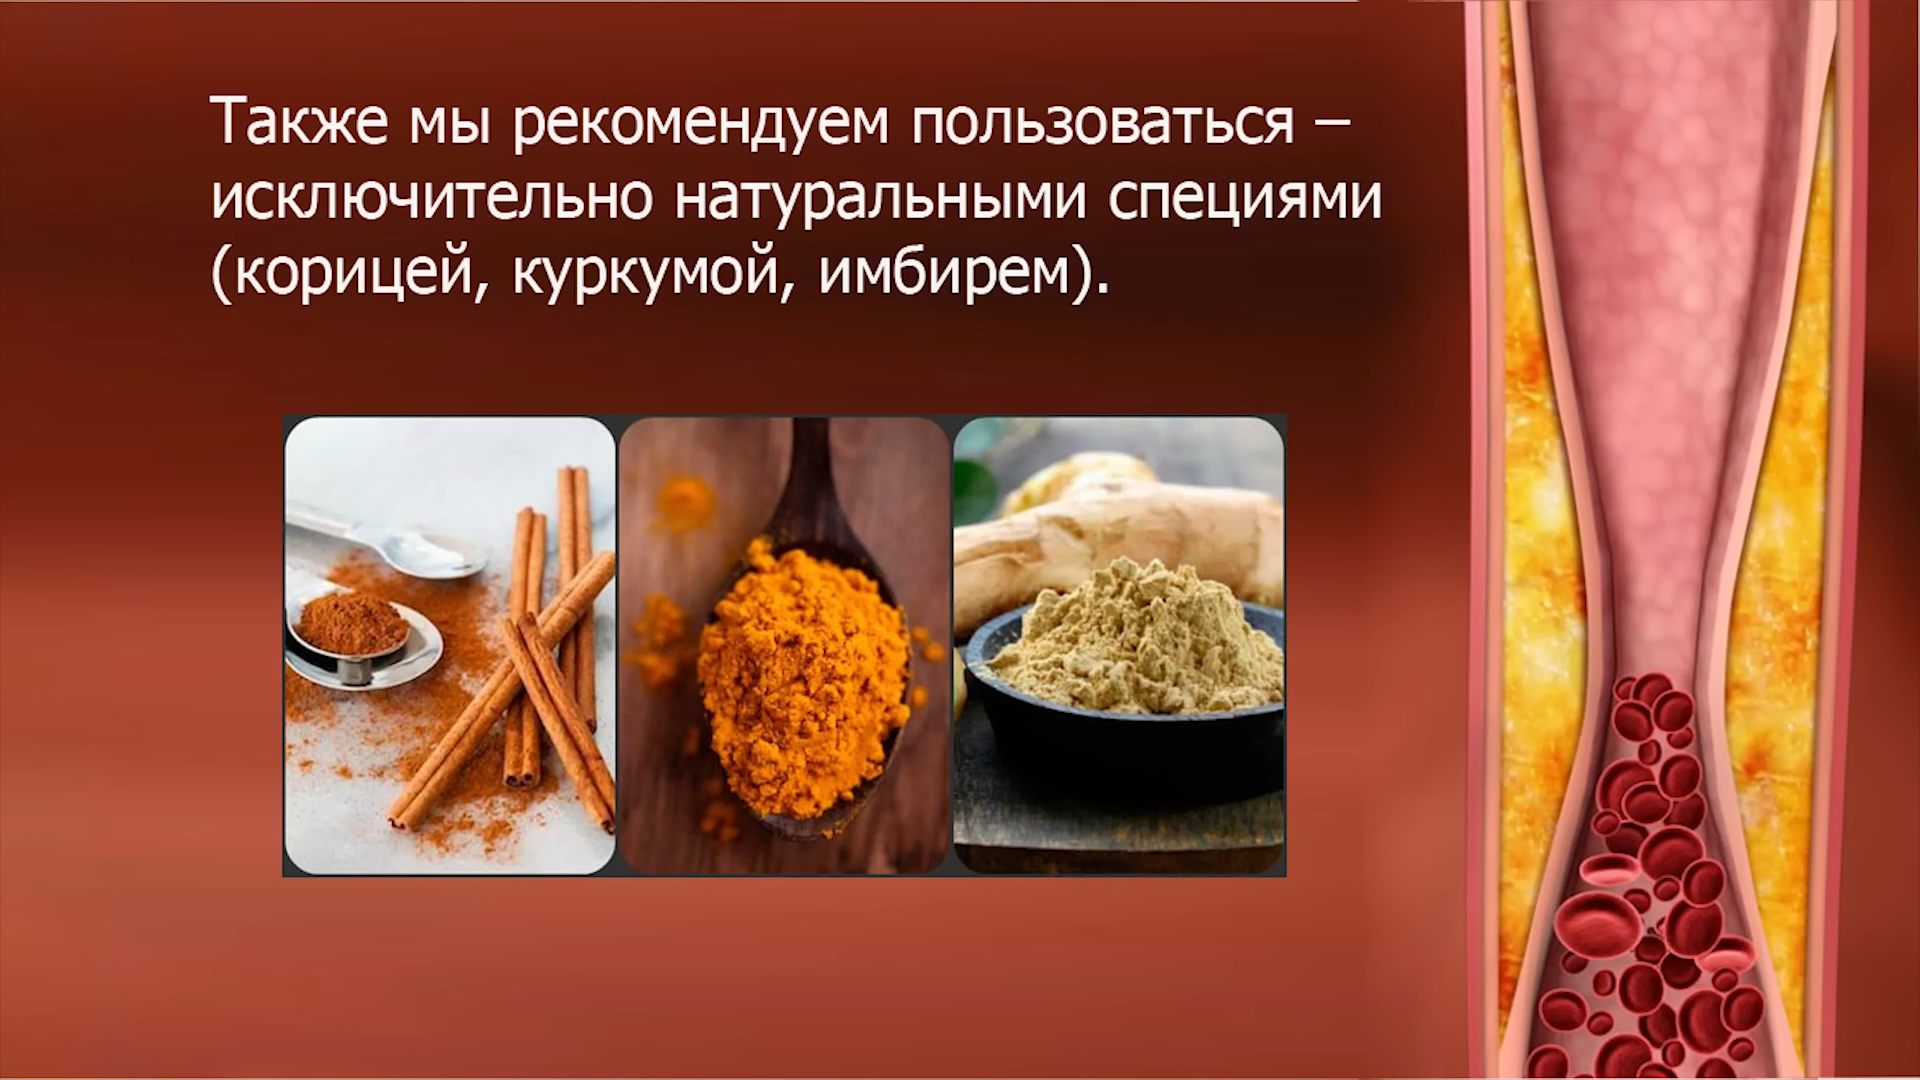 Также мы рекомендуем пользоваться –
исключительно натуральными специями
(корицей, куркумой, имбирем).